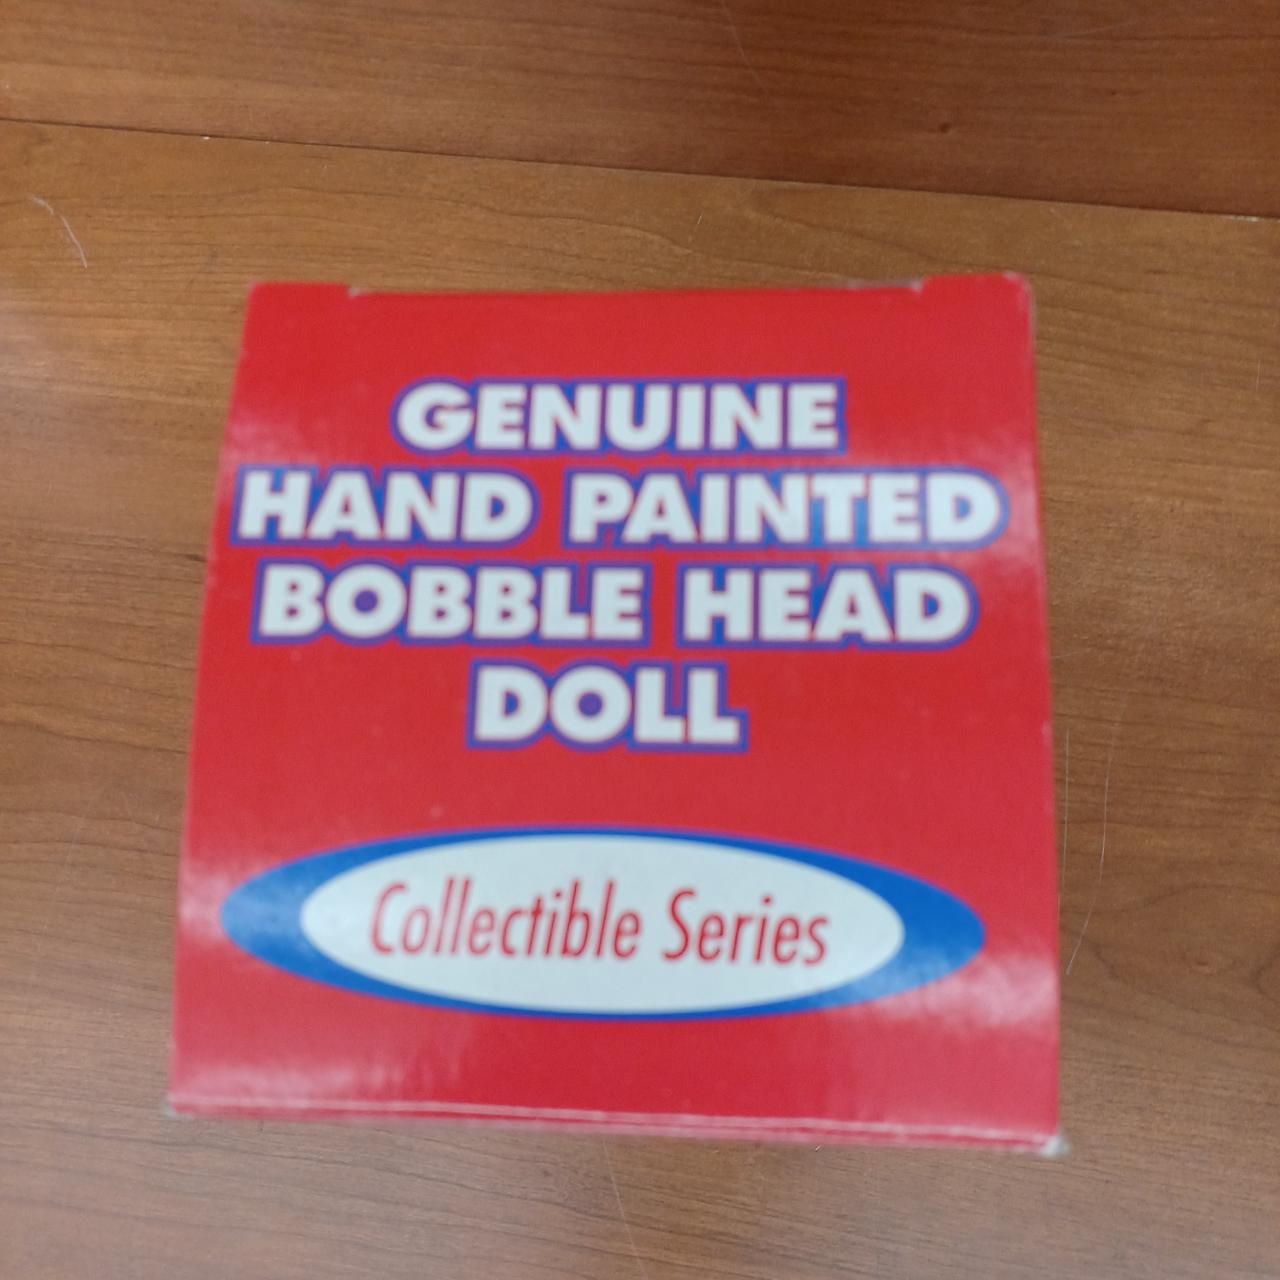 GENUINE
HAND PAINTED
BOBBLE HEAD
DOLL
Collectible Series